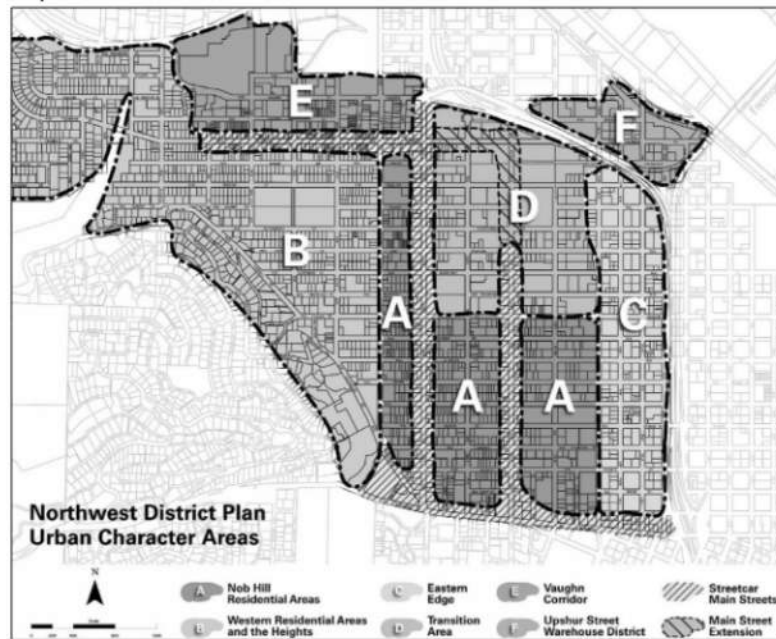 E
F
D
B
A
C
A
A
Northwest District Plan
Urban Character Areas
N
A Nob Hill
Residential Areas
B Western Residential Areas
and the Heights
C Eastern
Edge
D Transition
Area
E Vaughn
Corridor
F Upshur Street
Warehouse District
Streetcar
Main Streets
Main Street
Extension